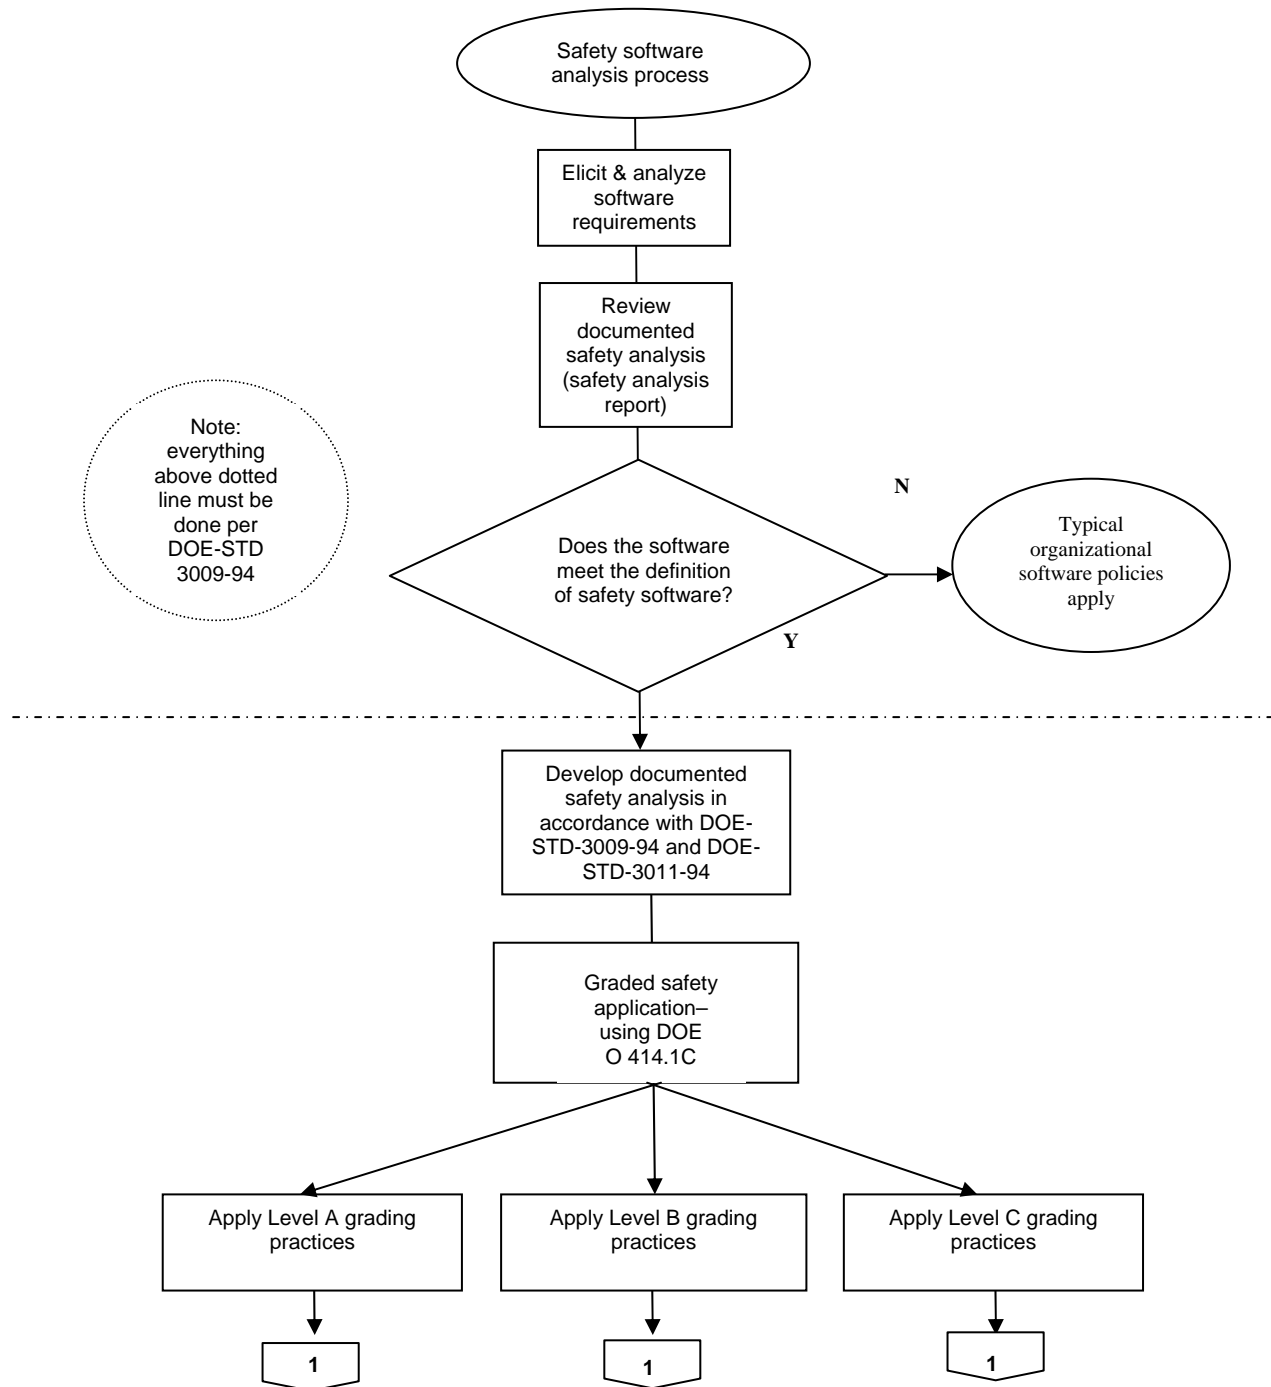 Safety software
analysis process
Elicit & analyze
software
requirements
Review
documented
safety analysis
(safety analysis
report)
Note:
everything
above dotted
line must be
done per
DOE-STD
3009-94
Does the software
meet the definition
of safety software?
N
Typical
organizational
software policies
apply
Y
Develop documented
safety analysis in
accordance with DOE-
STD-3009-94 and DOE-
STD-3011-94
Graded safety
application–
using DOE
O 414.1C
Apply Level A grading
practices
Apply Level B grading
practices
Apply Level C grading
practices
1
1
1